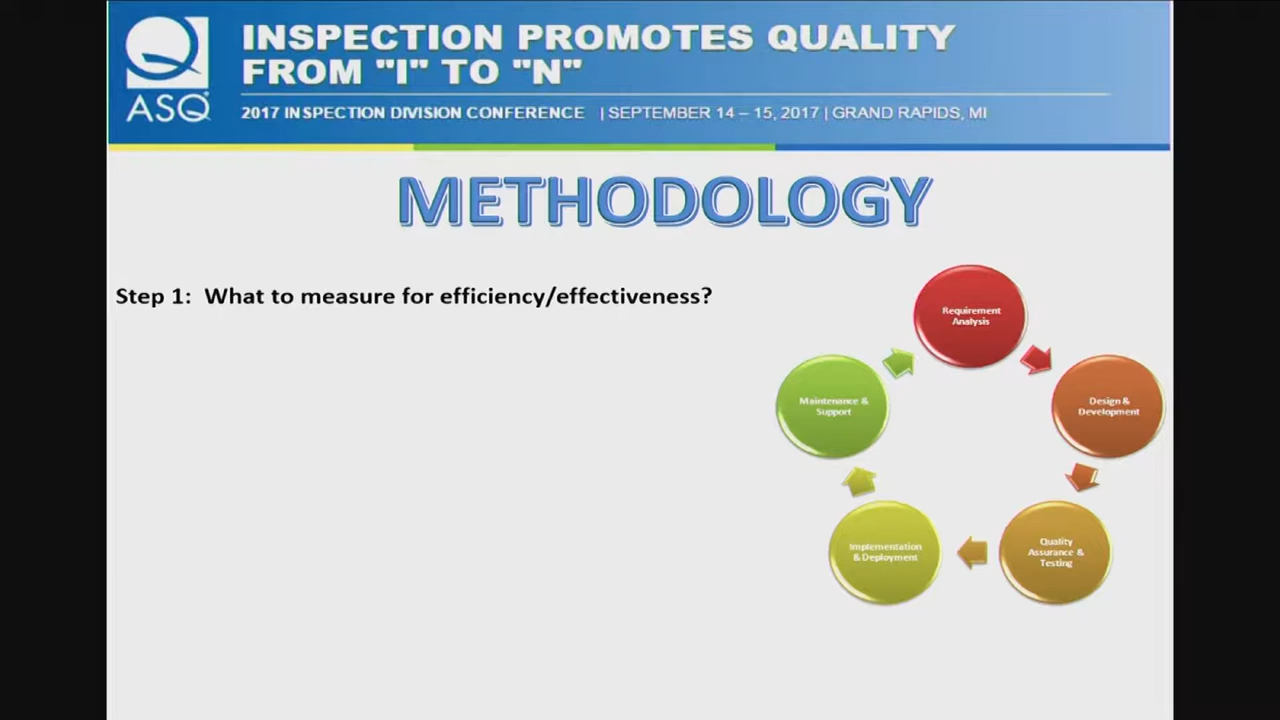 INSPECTION PROMOTES QUALITY
FROM "I" TO "N"
ASQ
2017 INSPECTION DIVISION CONFERENCE | SEPTEMBER 14 – 15, 2017 | GRAND RAPIDS, MI
METHODOLOGY
Step 1: What to measure for efficiency/effectiveness?
Requirement
Analysis
Design &
Development
Quality
Assurance &
Testing
Implementation
& Deployment
Maintenance &
Support